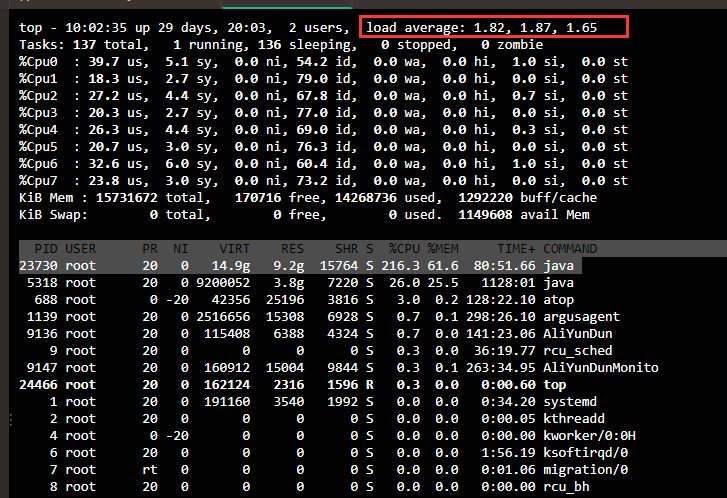 top - 10:02:35 up 29 days, 20:03,  2 users,  load average: 1.82, 1.87, 1.65
Tasks: 137 total,   1 running, 136 sleeping,   0 stopped,   0 zombie
%Cpu0  : 39.7 us,  5.1 sy,  0.0 ni, 54.2 id,  0.0 wa,  0.0 hi,  1.0 si,  0.0 st
%Cpu1  : 18.3 us,  2.7 sy,  0.0 ni, 79.0 id,  0.0 wa,  0.0 hi,  0.0 si,  0.0 st
%Cpu2  : 27.2 us,  4.4 sy,  0.0 ni, 67.8 id,  0.0 wa,  0.0 hi,  0.7 si,  0.0 st
%Cpu3  : 20.3 us,  2.7 sy,  0.0 ni, 77.0 id,  0.0 wa,  0.0 hi,  0.0 si,  0.0 st
%Cpu4  : 26.3 us,  4.4 sy,  0.0 ni, 69.0 id,  0.0 wa,  0.0 hi,  0.3 si,  0.0 st
%Cpu5  : 20.7 us,  3.0 sy,  0.0 ni, 76.3 id,  0.0 wa,  0.0 hi,  0.0 si,  0.0 st
%Cpu6  : 32.6 us,  6.0 sy,  0.0 ni, 60.4 id,  0.0 wa,  0.0 hi,  1.0 si,  0.0 st
%Cpu7  : 23.8 us,  3.0 sy,  0.0 ni, 73.2 id,  0.0 wa,  0.0 hi,  0.0 si,  0.0 st
KiB Mem : 15731672 total,   170716 free, 14268736 used,  1292220 buff/cache
KiB Swap:        0 total,        0 free,        0 used.  1149608 avail Mem
PID USER      PR  NI    VIRT    RES    SHR S  %CPU %MEM     TIME+ COMMAND
23730 root      20   0   14.9g   9.2g  15764 S 216.3 61.6  80:51.66 java
5318 root      20   0 9200052   3.8g   7220 S  26.0 25.5   1128:01 java
688 root       0 -20   42356  25196   3816 S   3.0  0.2 128:22.10 atop
1139 root      20   0 2516656  15308   6928 S   0.7  0.1 298:26.10 argusagent
9136 root      20   0  115408   6388   4324 S   0.7  0.0 141:23.06 AliYunDun
9 root      20   0       0      0      0 S   0.3  0.0  36:19.77 rcu_sched
9147 root      20   0  160912  15004   9844 S   0.3  0.1 263:34.95 AliYunDunMonito
24466 root      20   0  162124   2316   1596 R   0.3  0.0   0:00.60 top
1 root      20   0  191160   3540   1992 S   0.0  0.0   0:34.20 systemd
2 root      20   0       0      0      0 S   0.0  0.0   0:00.05 kthreadd
4 root       0 -20       0      0      0 S   0.0  0.0   0:00.00 kworker/0:0H
6 root      20   0       0      0      0 S   0.0  0.0   1:56.19 ksoftirqd/0
7 root      rt   0       0      0      0 S   0.0  0.0   0:01.06 migration/0
8 root      20   0       0      0      0 S   0.0  0.0   0:00.00 rcu_bh